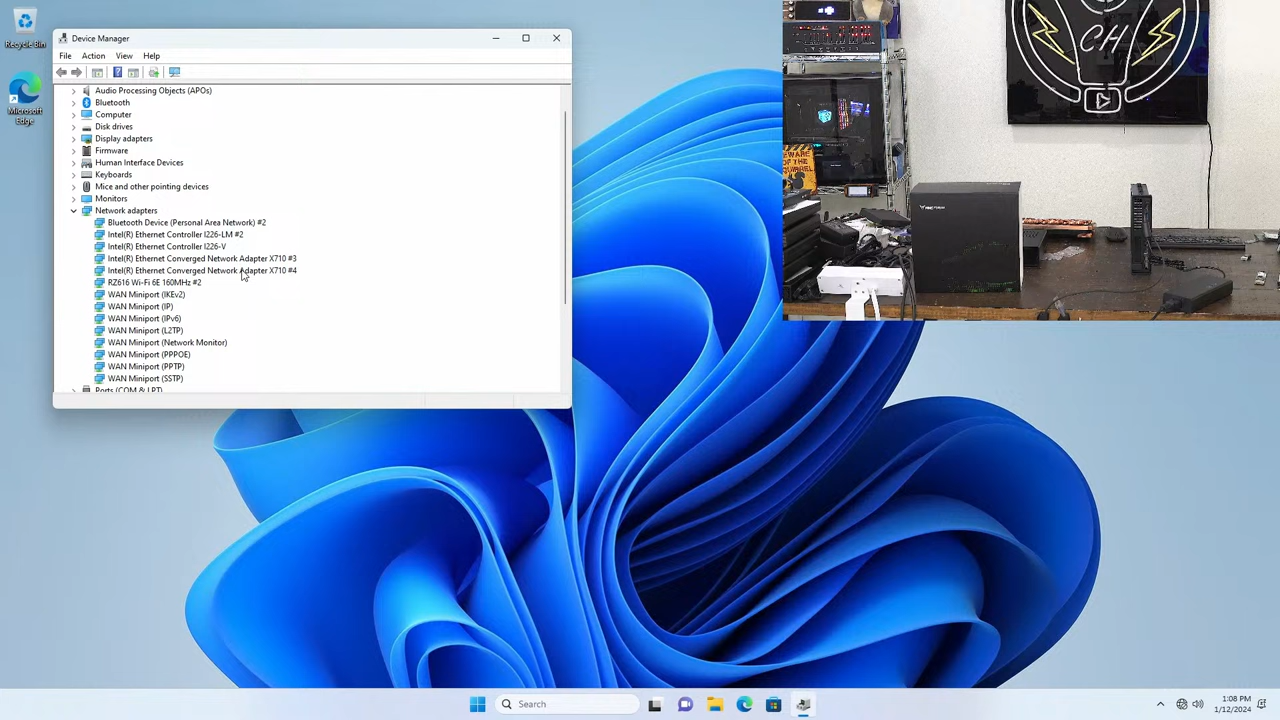 Recycle Bin
Microsoft Edge
Device Manager
File Action View Help
Audio Processing Objects (APOs)
Bluetooth
Computer
Disk drives
Display adapters
Firmware
Human Interface Devices
Keyboards
Mice and other pointing devices
Monitors
Network adapters
Bluetooth Device (Personal Area Network) #2
Intel(R) Ethernet Controller I226-LM #2
Intel(R) Ethernet Controller I226-V
Intel(R) Ethernet Converged Network Adapter X710 #3
Intel(R) Ethernet Converged Network Adapter X710 #4
RZ616 Wi-Fi 6E 160MHz #2
WAN Miniport (IKEv2)
WAN Miniport (IP)
WAN Miniport (IPv6)
WAN Miniport (L2TP)
WAN Miniport (Network Monitor)
WAN Miniport (PPPOE)
WAN Miniport (PPTP)
WAN Miniport (SSTP)
Ports (COM & LPT)
CH
BEWARE
OF THE
SQUIRREL
Search
1:08 PM
1/12/2024